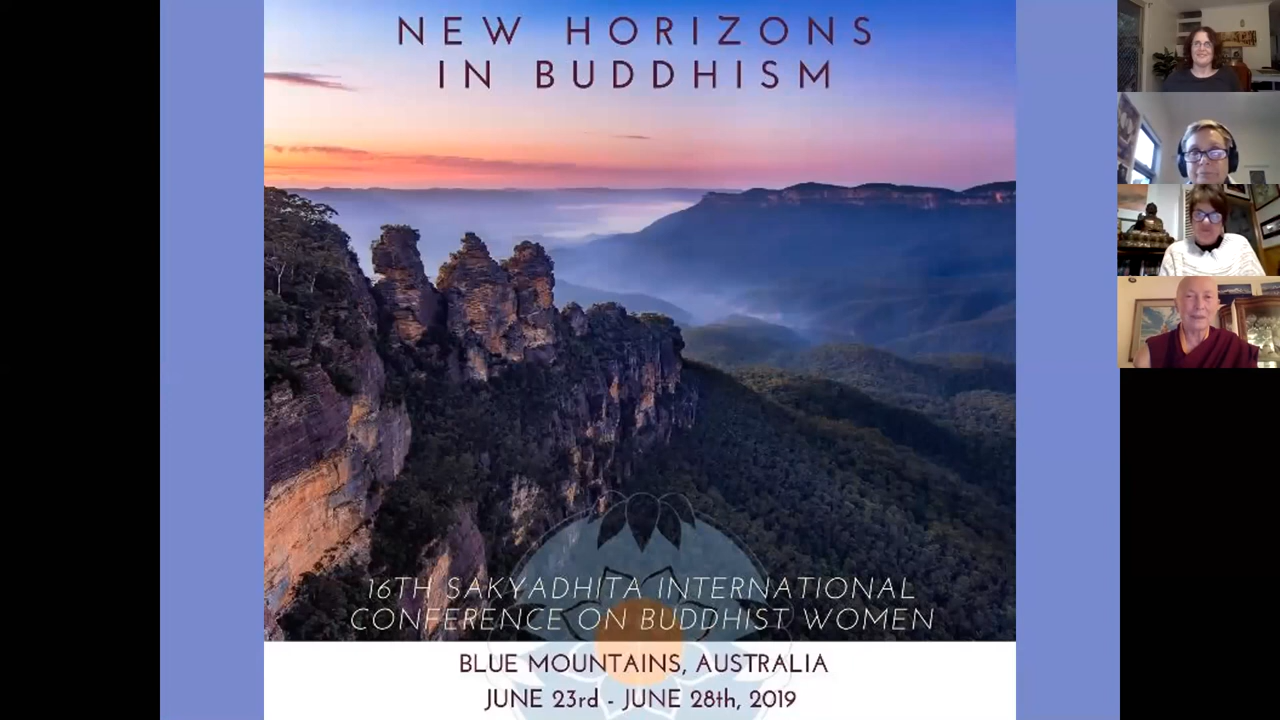 NEW HORIZONS
IN BUDDHISM
16TH SAKYADHITA INTERNATIONAL
CONFERENCE ON BUDDHIST WOMEN
BLUE MOUNTAINS, AUSTRALIA
JUNE 23rd - JUNE 28th, 2019